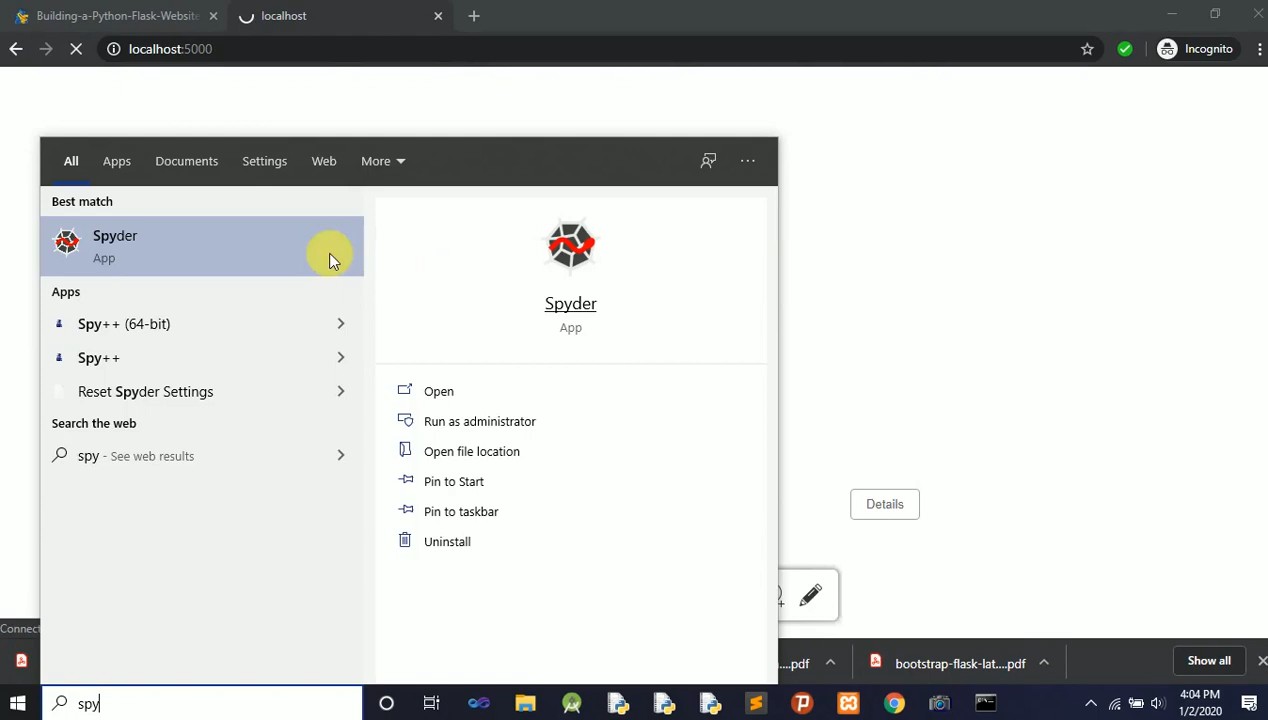 Building-a-Python-Flask-Website
localhost
localhost:5000
Incognito
All
Apps
Documents
Settings
Web
More
Best match
Spyder
App
Apps
Spy++ (64-bit)
Spy++
Reset Spyder Settings
Search the web
spy - See web results
Spyder
App
Open
Run as administrator
Open file location
Pin to Start
Pin to taskbar
Uninstall
Details
Connect
....pdf
bootstrap-flask-lat....pdf
Show all
spy
4:04 PM
1/2/2020